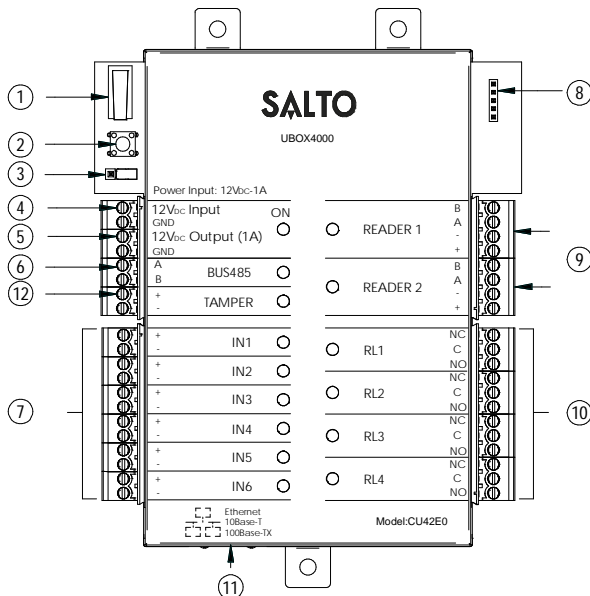 SALTO
UBOX4000
Power Input: 12VDC-1A
1
2
3
4
5
6
12
7
8
9
10
11
12VDC Input
GND
12VDC Output (1A)
GND
ON
A
B
BUS485
+
-
TAMPER
+
-
IN1
+
-
IN2
+
-
IN3
+
-
IN4
+
-
IN5
+
-
IN6
READER 1
B
A
-
+
READER 2
B
A
-
+
RL1
NC
C
NO
RL2
NC
C
NO
RL3
NC
C
NO
RL4
NC
C
NO
Ethernet
10Base-T
100Base-TX
Model:CU42E0